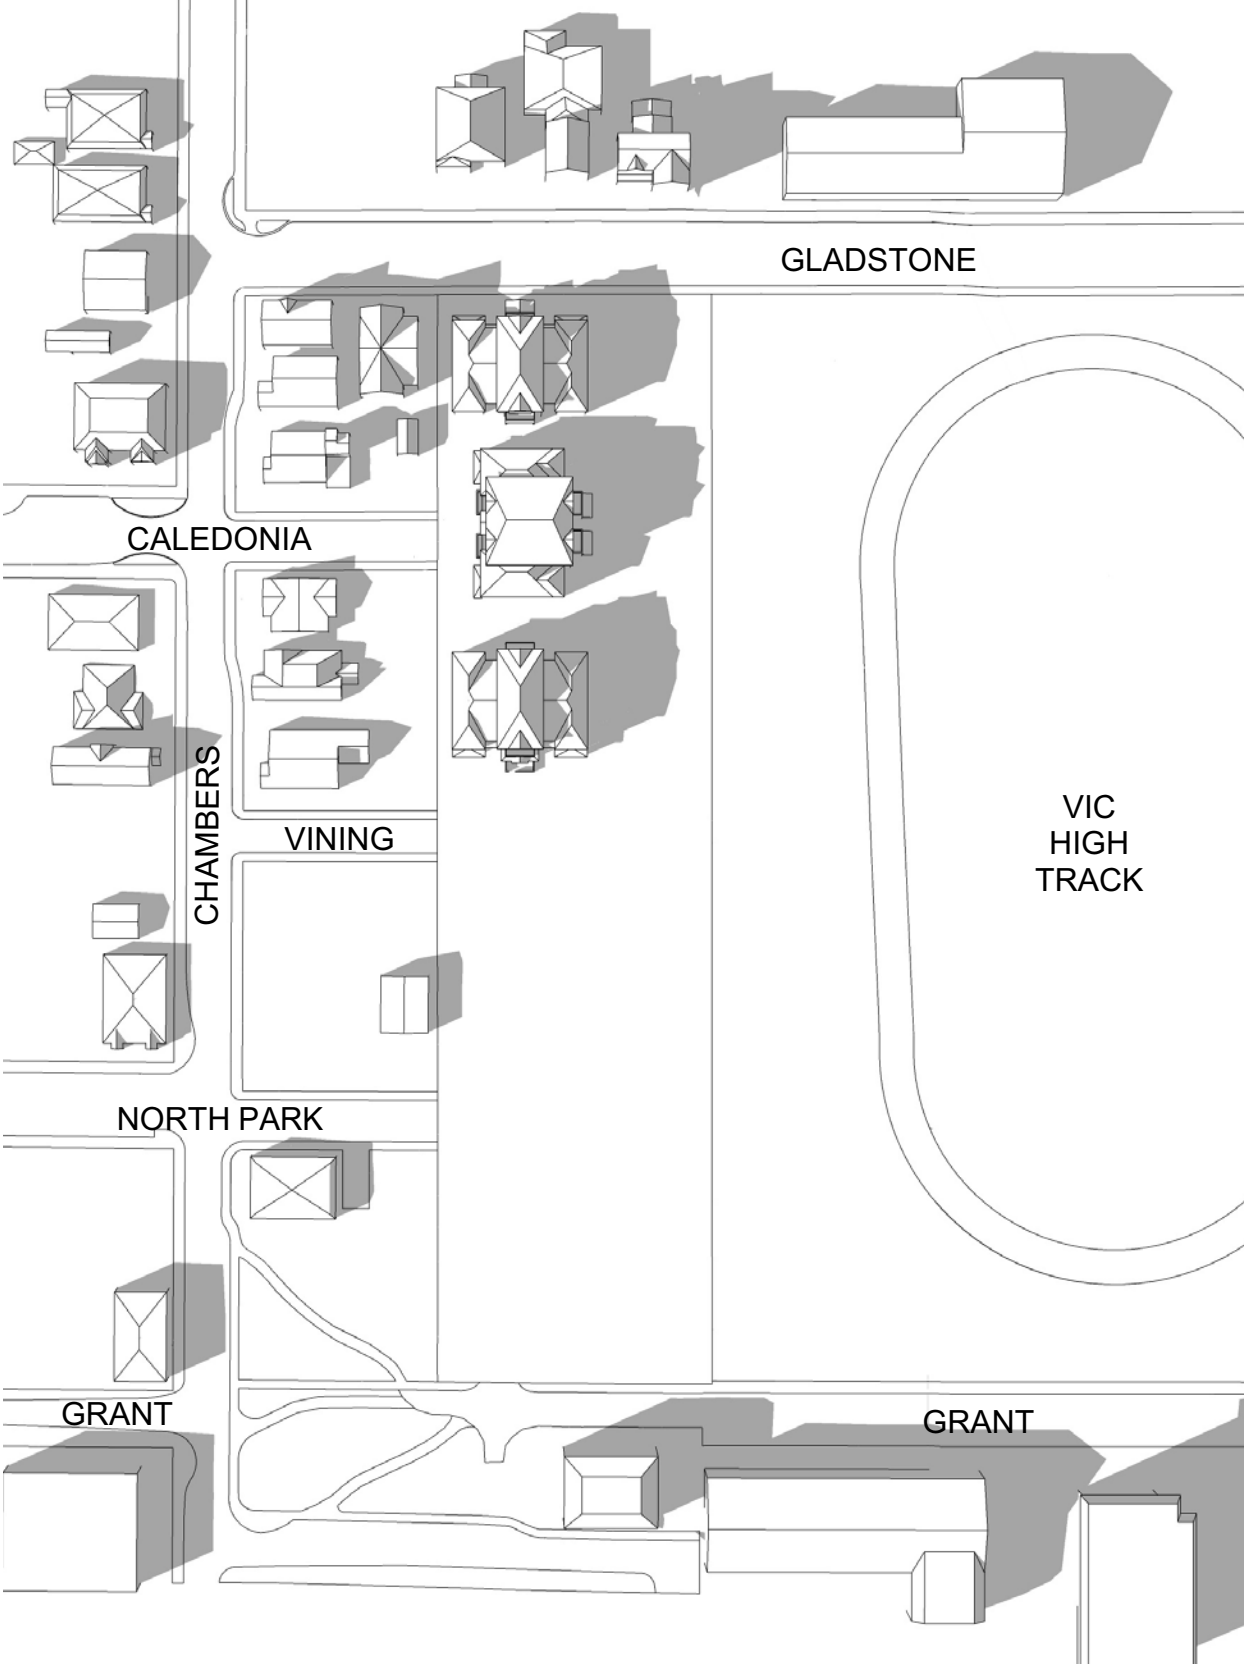 GLADSTONE
CALEDONIA
CHAMBERS
VINING
VIC
HIGH
TRACK
NORTH PARK
GRANT
GRANT